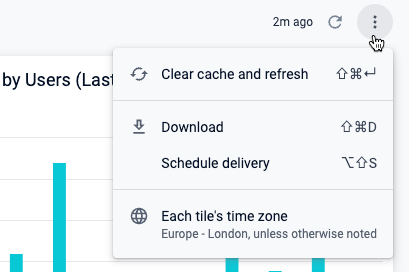 2m ago
by Users (Last
Clear cache and refresh ⇧⌘↵
Download ⇧⌘D
Schedule delivery ⌥⇧S
Each tile's time zone
Europe - London, unless otherwise noted